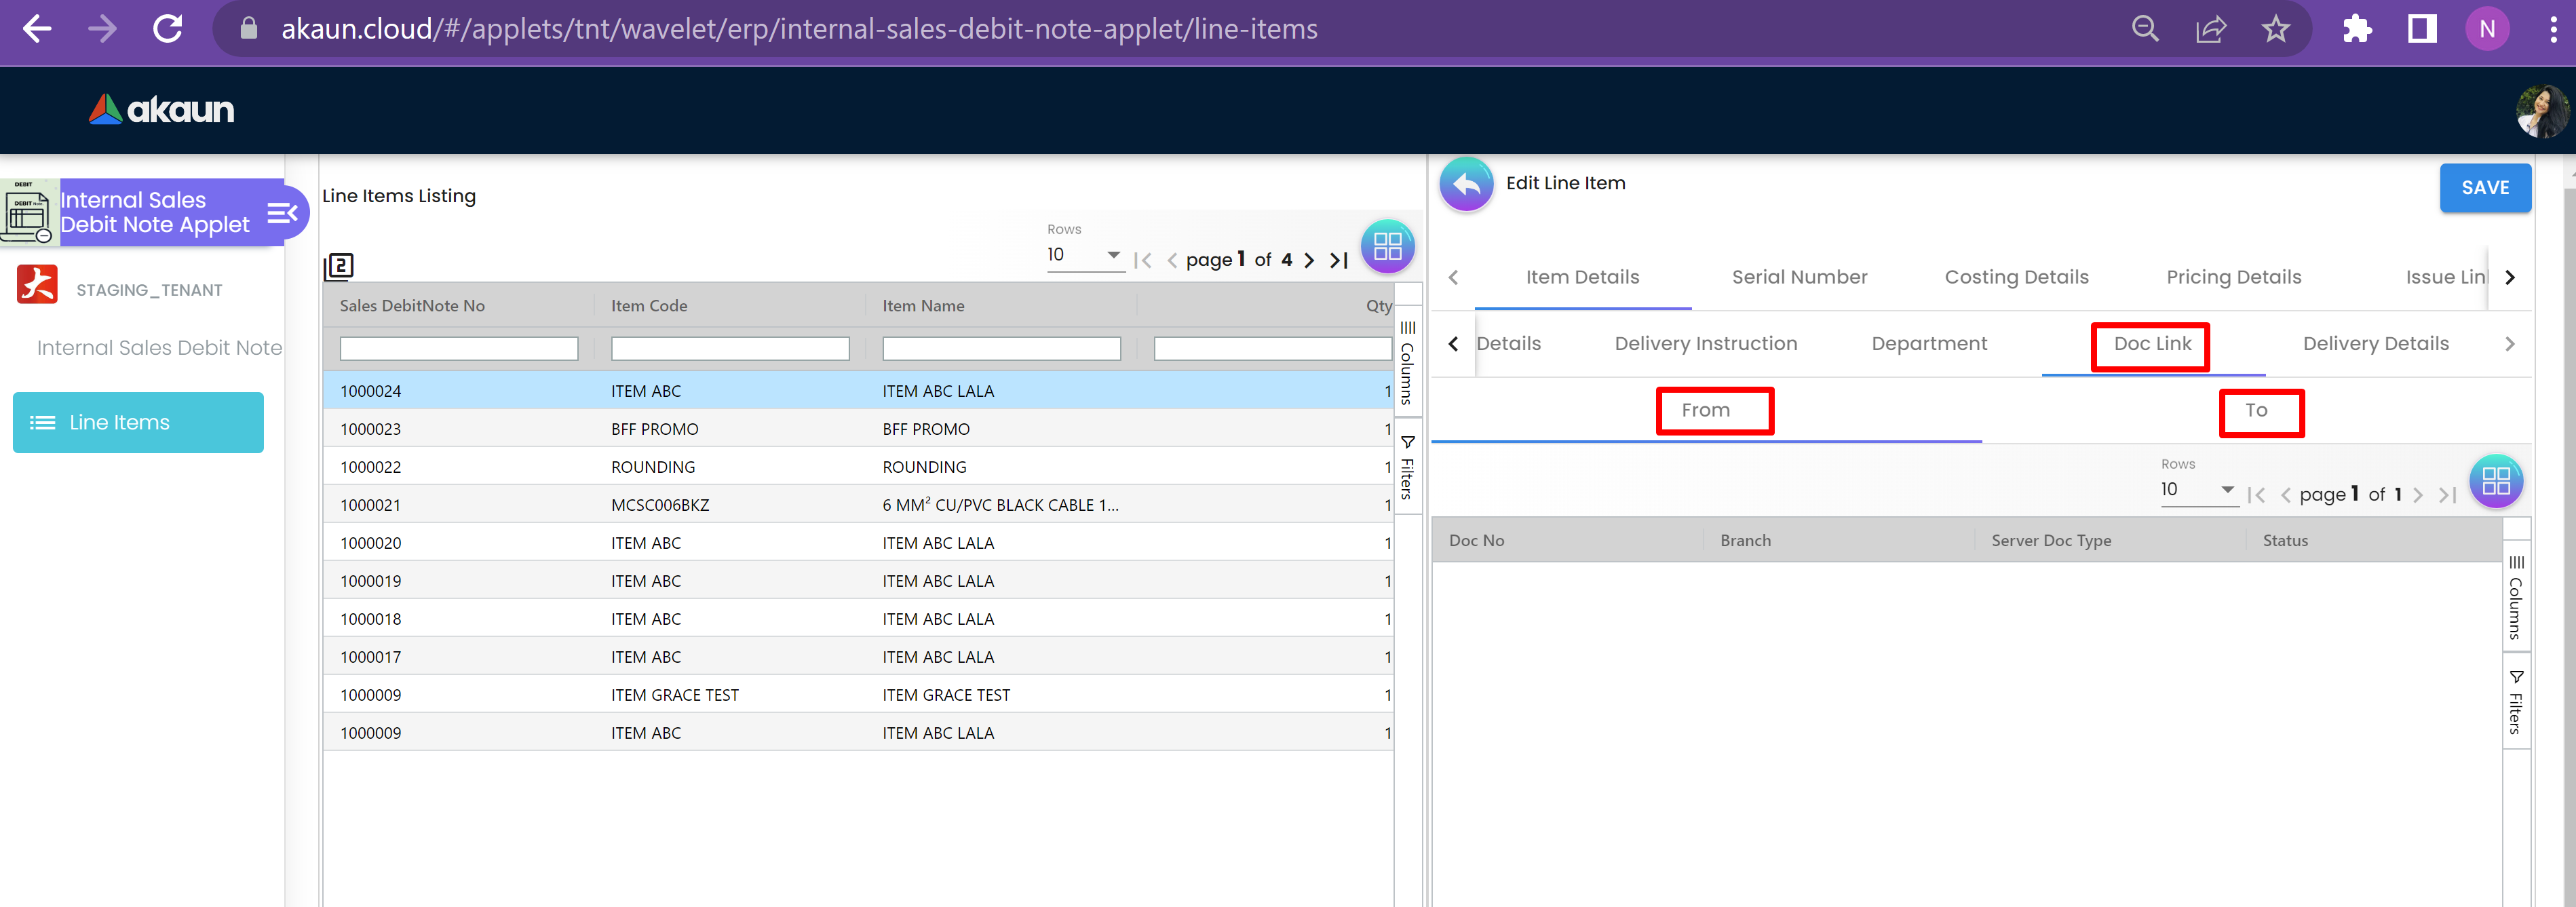 akaun.cloud/#/applets/tnt/wavelet/erp/internal-sales-debit-note-applet/line-items
N
akaun
DEBIT
DEBIT Note
Internal Sales
Debit Note Applet
STAGING_TENANT
Internal Sales Debit Note
Line Items
Line Items Listing
Rows
10
page 1 of 4
2
Sales DebitNote No Item Code Item Name Qty
1000024 ITEM ABC ITEM ABC LALA 1
1000023 BFF PROMO BFF PROMO 1
1000022 ROUNDING ROUNDING 1
1000021 MCSC006BKZ 6 MM² CU/PVC BLACK CABLE 1... 1
1000020 ITEM ABC ITEM ABC LALA 1
1000019 ITEM ABC ITEM ABC LALA 1
1000018 ITEM ABC ITEM ABC LALA 1
1000017 ITEM ABC ITEM ABC LALA 1
1000009 ITEM GRACE TEST ITEM GRACE TEST 1
1000009 ITEM ABC ITEM ABC LALA 1
Columns
Filters
Edit Line Item
SAVE
Item Details Serial Number Costing Details Pricing Details Issue Lin
Details Delivery Instruction Department Doc Link Delivery Details
From To
Rows
10
page 1 of 1
Doc No Branch Server Doc Type Status
Columns
Filters